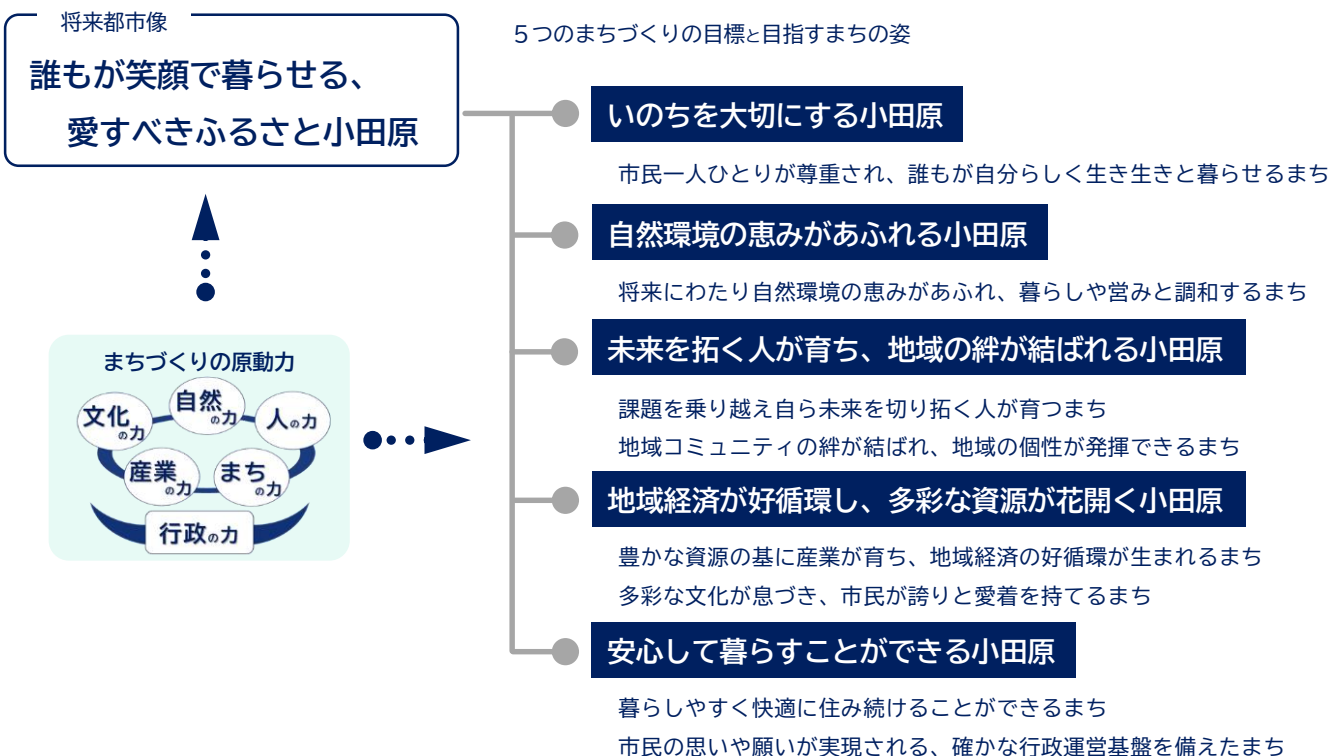 将来都市像
誰もが笑顔で暮らせる、
愛すべきふるさと小田原
まちづくりの原動力
文化の力
自然の力
人の力
産業の力
まちの力
行政の力
5つのまちづくりの目標と目指すまちの姿
いのちを大切にする小田原
市民一人ひとりが尊重され、誰もが自分らしく生き生きと暮らせるまち
自然環境の恵みがあふれる小田原
将来にわたり自然環境の恵みがあふれ、暮らしや営みと調和するまち
未来を拓く人が育ち、地域の絆が結ばれる小田原
課題を乗り越え自ら未来を切り拓く人が育つまち
地域コミュニティの絆が結ばれ、地域の個性が発揮できるまち
地域経済が好循環し、多彩な資源が花開く小田原
豊かな資源の基に産業が育ち、地域経済の好循環が生まれるまち
多彩な文化が息づき、市民が誇りと愛着を持てるまち
安心して暮らすことができる小田原
暮らしやすく快適に住み続けることができるまち
市民の思いや願いが実現される、確かな行政運営基盤を備えたまち